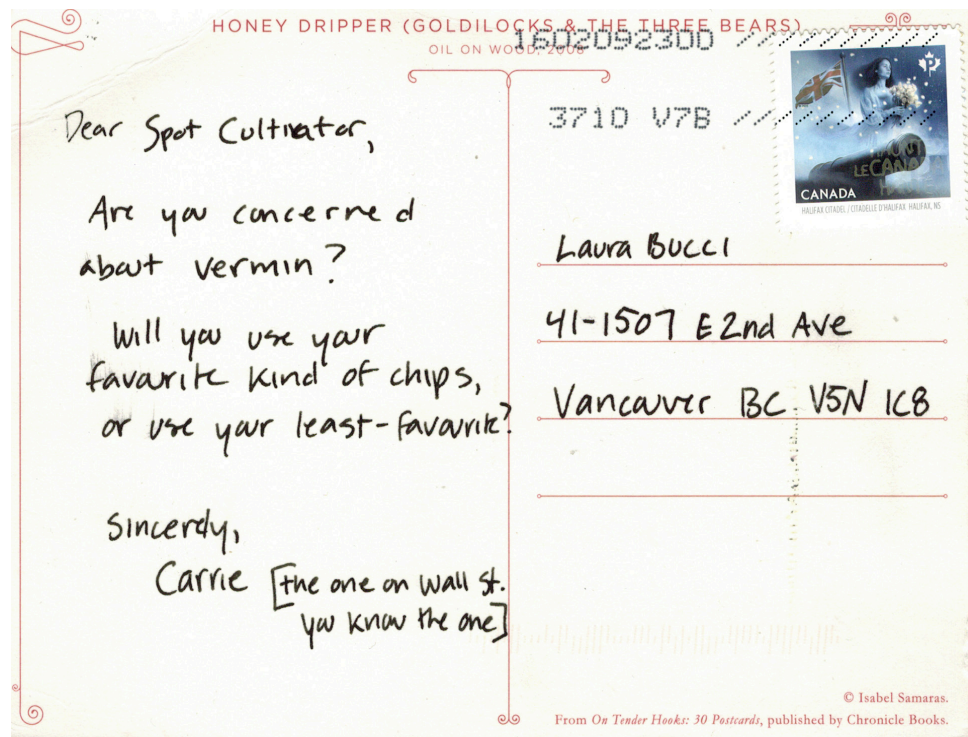 HONEY DRIPPER (GOLDILOCKS & THE THREE BEARS)
OIL ON WOOD, 2006
1602092300
3710 V7B
CANADA
HALIFAX CITADEL / CITADELLE D'HALIFAX HALIFAX, NS
Dear Spot Cultivator,
Are you concerned
about vermin?
Will you use your
favourite kind of chips,
or use your least-favourite?
Sincerely,
Carrie [the one on Wall St.
you know the one]
Laura Bucci
41-1507 E 2nd Ave
Vancouver BC V5N 1C8
© Isabel Samaras.
From On Tender Hooks: 30 Postcards, published by Chronicle Books.